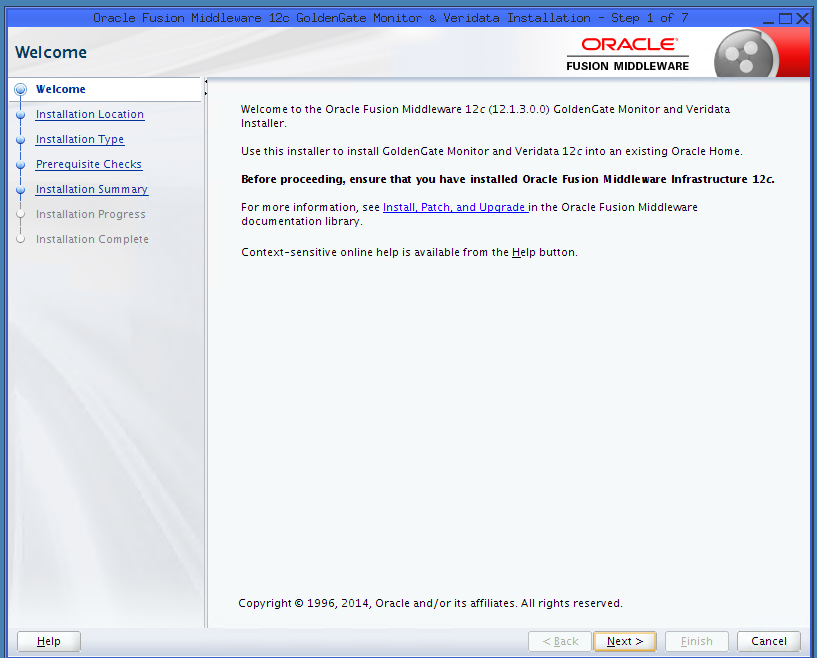 Oracle Fusion Middleware 12c GoldenGate Monitor & Veridata Installation - Step 1 of 7
Welcome
ORACLE
FUSION MIDDLEWARE
Welcome
Installation Location
Installation Type
Prerequisite Checks
Installation Summary
Installation Progress
Installation Complete
Welcome to the Oracle Fusion Middleware 12c (12.1.3.0.0) GoldenGate Monitor and Veridata
Installer.
Use this installer to install GoldenGate Monitor and Veridata 12c into an existing Oracle Home.
Before proceeding, ensure that you have installed Oracle Fusion Middleware Infrastructure 12c.
For more information, see Install, Patch, and Upgrade in the Oracle Fusion Middleware
documentation library.
Context-sensitive online help is available from the Help button.
Copyright © 1996, 2014, Oracle and/or its affiliates. All rights reserved.
Help
< Back
Next >
Finish
Cancel